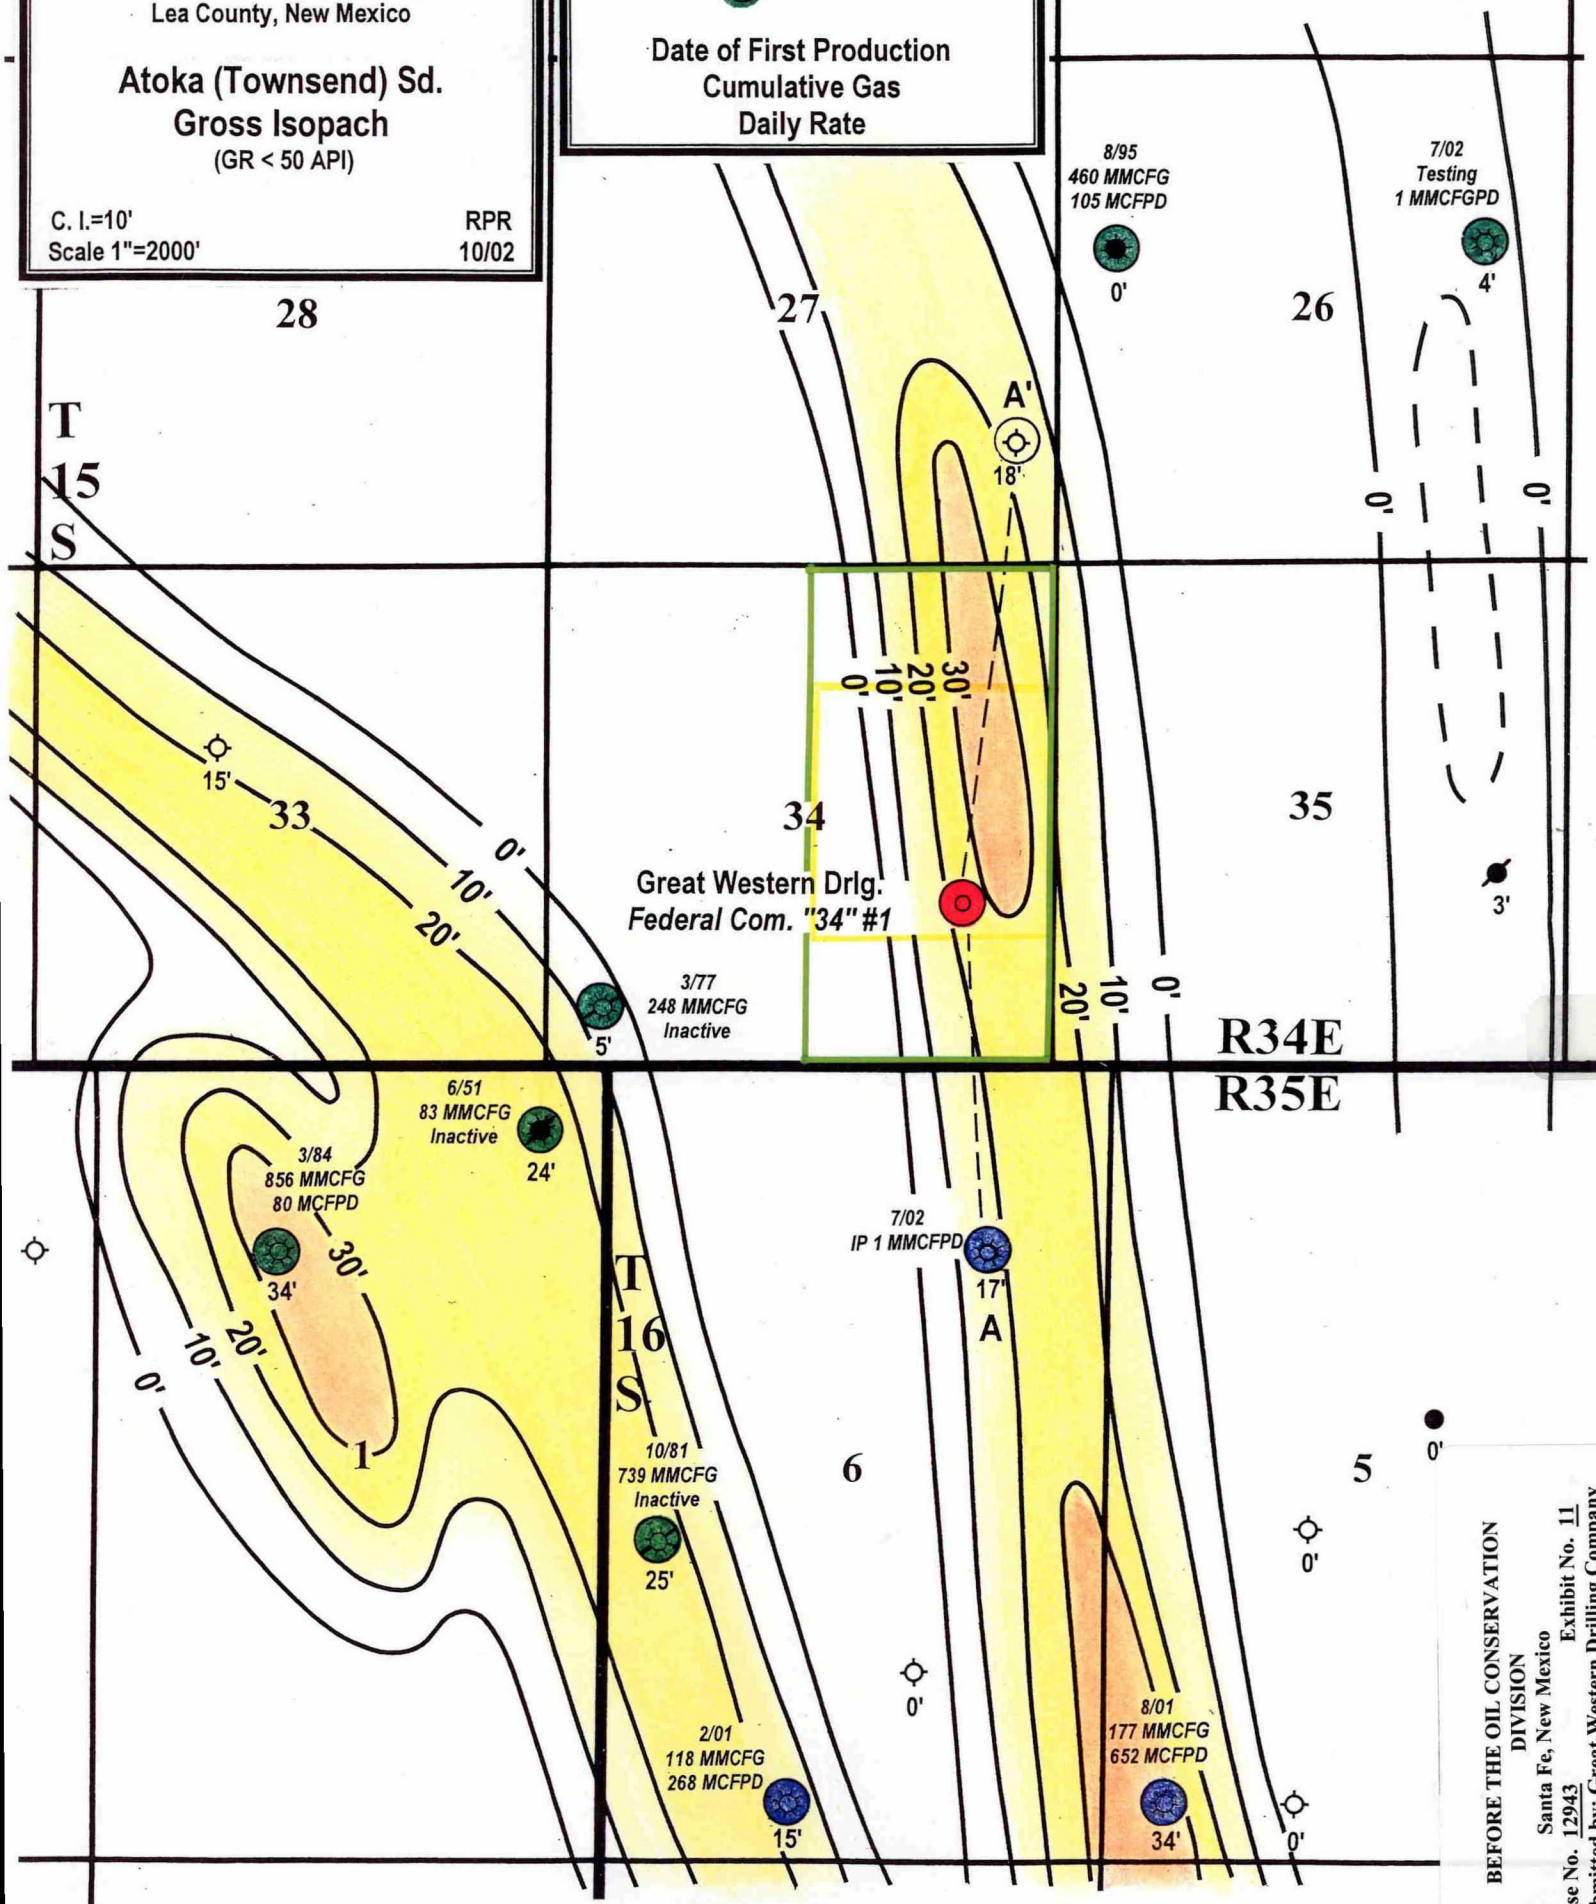 Lea County, New Mexico
Atoka (Townsend) Sd.
Gross Isopach
(GR < 50 API)
C. I.=10'
RPR
Scale 1"=2000'
10/02
Date of First Production
Cumulative Gas
Daily Rate
8/95
460 MMCFG
105 MCFPD
0'
7/02
Testing
1 MMCFGPD
4'
28
27
26
T
15
S
A'
18'
0'
0'
0'
10'
20'
30'
15'
33
34
35
0'
10'
20'
Great Western Drlg.
Federal Com. "34" #1
3'
3/77
248 MMCFG
Inactive
5'
20'
10'
0'
R34E
R35E
6/51
83 MMCFG
Inactive
24'
3/84
856 MMCFG
80 MCFPD
34'
30'
20'
10'
0'
1
7/02
IP 1 MMCFPD
17'
A
T
16
S
10/81
739 MMCFG
Inactive
25'
6
5
0'
0'
0'
2/01
118 MMCFG
268 MCFPD
15'
8/01
177 MMCFG
652 MCFPD
34'
0'
BEFORE THE OIL CONSERVATION
DIVISION
Santa Fe, New Mexico
No. 12943 Exhibit No. 11
Great Western Drilling Company